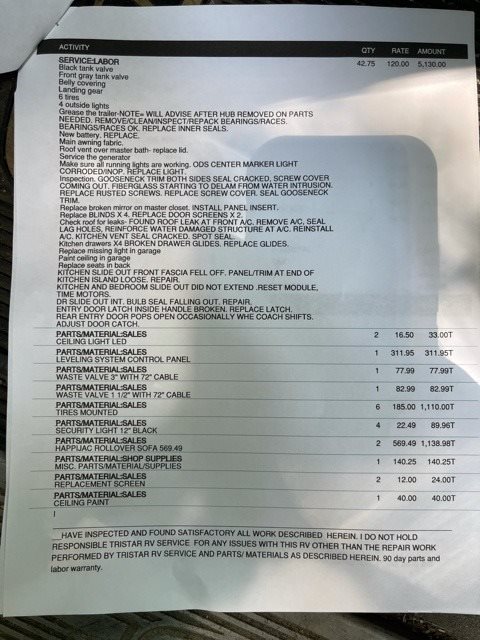 ACTIVITY QTY RATE AMOUNT
SERVICE:LABOR 42.75 120.00 5,130.00
Black tank valve
Front gray tank valve
Belly covering
Landing gear
6 tires
4 outside lights
Grease the trailer-NOTE= WILL ADVISE AFTER HUB REMOVED ON PARTS
NEEDED. REMOVE/CLEAN/INSPECT/REPACK BEARINGS/RACES.
BEARINGS/RACES OK. REPLACE INNER SEALS.
New battery. REPLACE.
Main awning fabric.
Roof vent over master bath- replace lid.
Service the generator
Make sure all running lights are working. ODS CENTER MARKER LIGHT
CORRODED/INOP. REPLACE LIGHT.
Inspection. GOOSENECK TRIM BOTH SIDES SEAL CRACKED, SCREW COVER
COMING OUT. FIBERGLASS STARTING TO DELAM FROM WATER INTRUSION.
REPLACE RUSTED SCREWS. REPLACE SCREW COVER. SEAL GOOSENECK
TRIM.
Replace broken mirror on master closet. INSTALL PANEL INSERT.
Replace BLINDS X 4. REPLACE DOOR SCREENS X 2.
Check roof for leaks- FOUND ROOF LEAK AT FRONT A/C. REMOVE A/C, SEAL
LAG HOLES, REINFORCE WATER DAMAGED STRUCTURE AT A/C. REINSTALL
A/C. KITCHEN VENT SEAL CRACKED. SPOT SEAL.
Kitchen drawers X4 BROKEN DRAWER GLIDES. REPLACE GLIDES.
Replace missing light in garage
Paint ceiling in garage
Replace seats in back
KITCHEN SLIDE OUT FRONT FASCIA FELL OFF. PANEL/TRIM AT END OF
KITCHEN ISLAND LOOSE. REPAIR.
KITCHEN AND BEDROOM SLIDE OUT DID NOT EXTEND .RESET MODULE,
TIME MOTORS.
DR SLIDE OUT INT. BULB SEAL FALLING OUT. REPAIR.
ENTRY DOOR LATCH INSIDE HANDLE BROKEN. REPLACE LATCH.
REAR ENTRY DOOR POPS OPEN OCCASIONALLY WHE COACH SHIFTS.
ADJUST DOOR CATCH.
PARTS/MATERIAL:SALES 2 16.50 33.00T
CEILING LIGHT LED
PARTS/MATERIAL:SALES 1 311.95 311.95T
LEVELING SYSTEM CONTROL PANEL
PARTS/MATERIAL:SALES 1 77.99 77.99T
WASTE VALVE 3" WITH 72" CABLE
PARTS/MATERIAL:SALES 1 82.99 82.99T
WASTE VALVE 1 1/2" WITH 72" CABLE
PARTS/MATERIAL:SALES 6 185.00 1,110.00T
TIRES MOUNTED
PARTS/MATERIAL:SALES 4 22.49 89.96T
SECURITY LIGHT 12" BLACK
PARTS/MATERIAL:SALES 2 569.49 1,138.98T
HAPPIJAC ROLLOVER SOFA 569.49
PARTS/MATERIAL:SHOP SUPPLIES 1 140.25 140.25T
MISC. PARTS/MATERIAL/SUPPLIES
PARTS/MATERIAL:SALES 2 12.00 24.00T
REPLACEMENT SCREEN
PARTS/MATERIAL:SALES 1 40.00 40.00T
CEILING PAINT
I
HAVE INSPECTED AND FOUND SATISFACTORY ALL WORK DESCRIBED HEREIN. I DO NOT HOLD
RESPONSIBLE TRISTAR RV SERVICE FOR ANY ISSUES WITH THIS RV OTHER THAN THE REPAIR WORK
PERFORMED BY TRISTAR RV SERVICE AND PARTS/ MATERIALS AS DESCRIBED HEREIN. 90 day parts and
labor warranty.